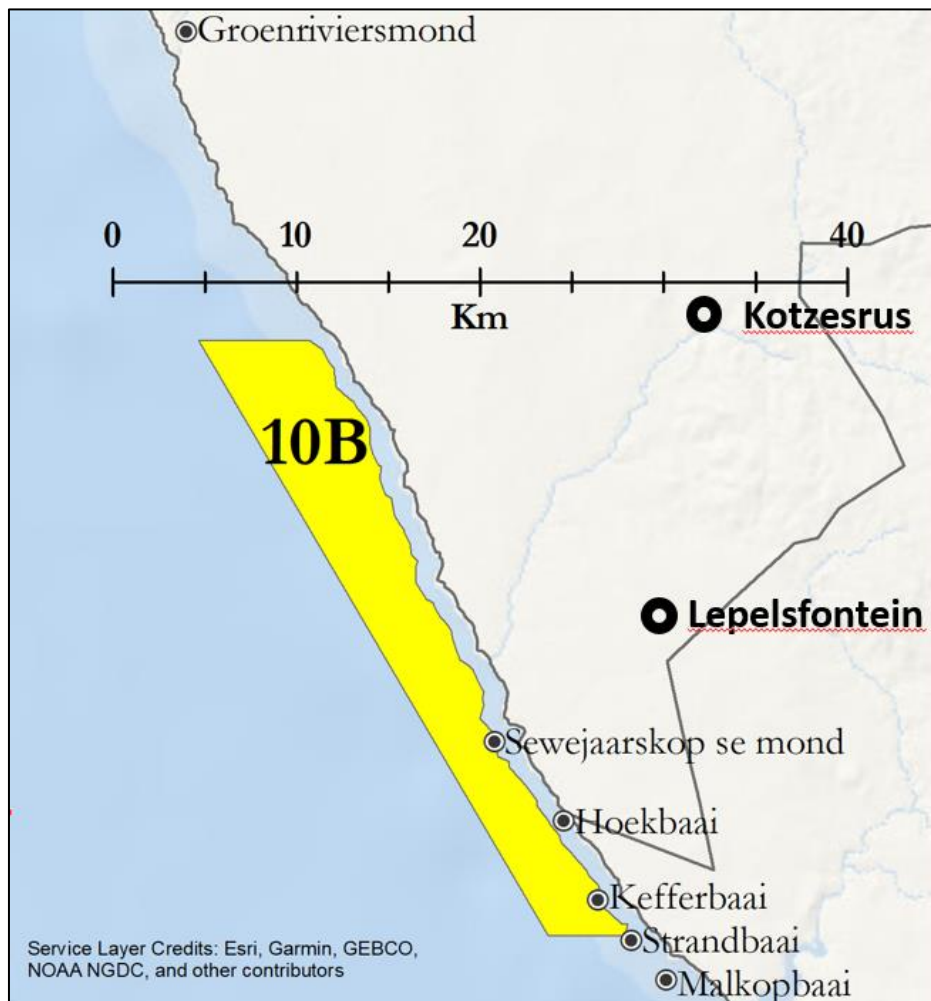 Groenriviersmond
0 10 20 40
Km
Kotzesrus
10B
Lepelsfontein
Sewejaarskop se mond
Hoekbaai
Kefferbaai
Strandbaai
Malkopbaai
Service Layer Credits: Esri, Garmin, GEBCO,
NOAA NGDC, and other contributors